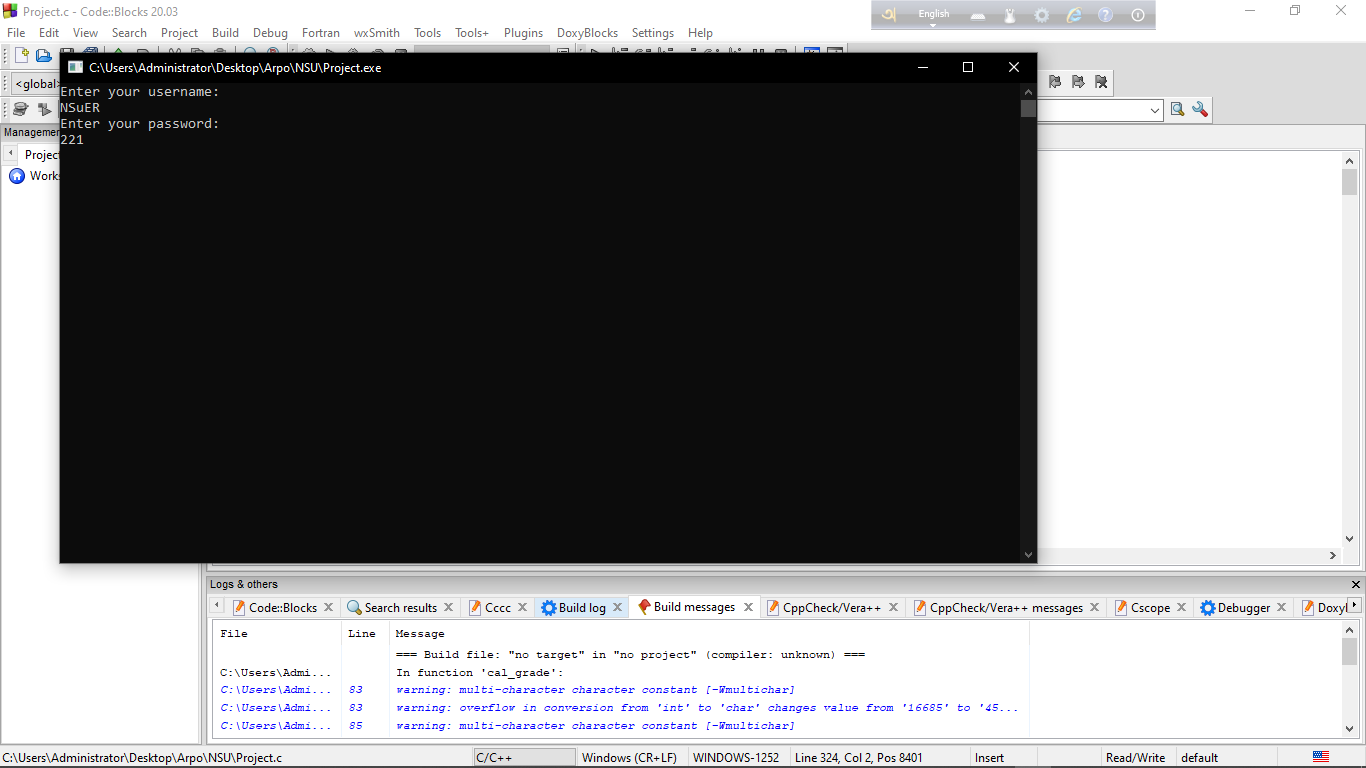 Project.c - Code::Blocks 20.03
English
File Edit View Search Project Build Debug Fortran wxSmith Tools Tools+ Plugins DoxyBlocks Settings Help
C:\Users\Administrator\Desktop\Arpo\NSU\Project.exe
<global>
Enter your username:
NSuER
Enter your password:
221
Logs & others
Code::Blocks Search results Cccc Build log Build messages CppCheck/Vera++ CppCheck/Vera++ messages Cscope Debugger
File Line Message
=== Build file: "no target" in "no project" (compiler: unknown) ===
C:\Users\Admi... In function 'cal_grade':
C:\Users\Admi... 83 warning: multi-character character constant [-Wmultichar]
C:\Users\Admi... 83 warning: overflow in conversion from 'int' to 'char' changes value from '16685' to '45...
C:\Users\Admi... 85 warning: multi-character character constant [-Wmultichar]
C:\Users\Administrator\Desktop\Arpo\NSU\Project.c C/C++ Windows (CR+LF) WINDOWS-1252 Line 324, Col 2, Pos 8401 Insert Read/Write default